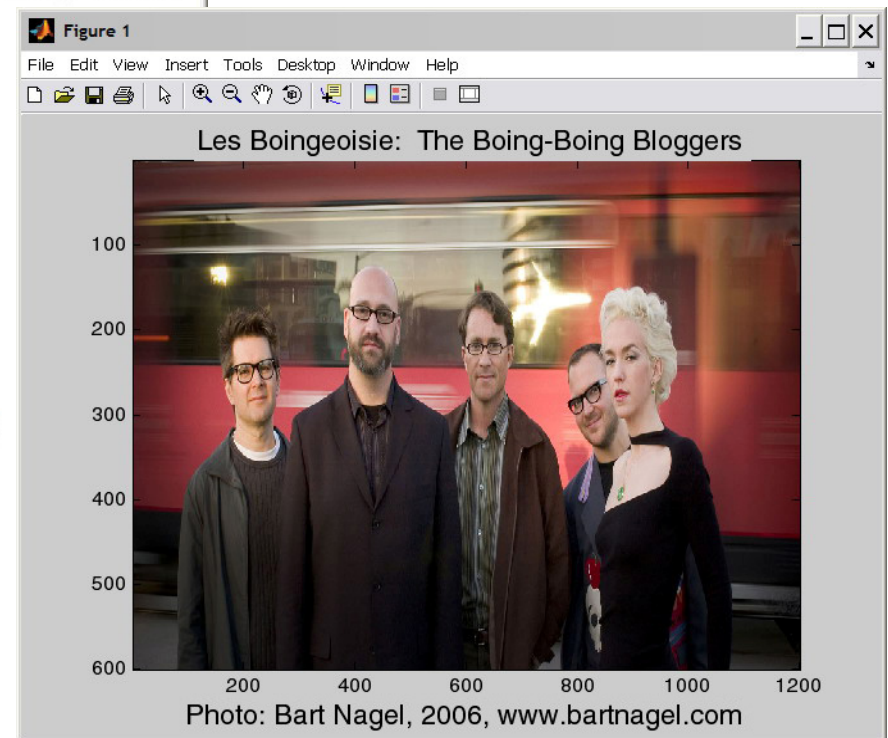 Figure 1
File Edit View Insert Tools Desktop Window Help
Les Boingeoisie: The Boing-Boing Bloggers
100
200
300
400
500
600
200 400 600 800 1000 1200
Photo: Bart Nagel, 2006, www.bartnagel.com